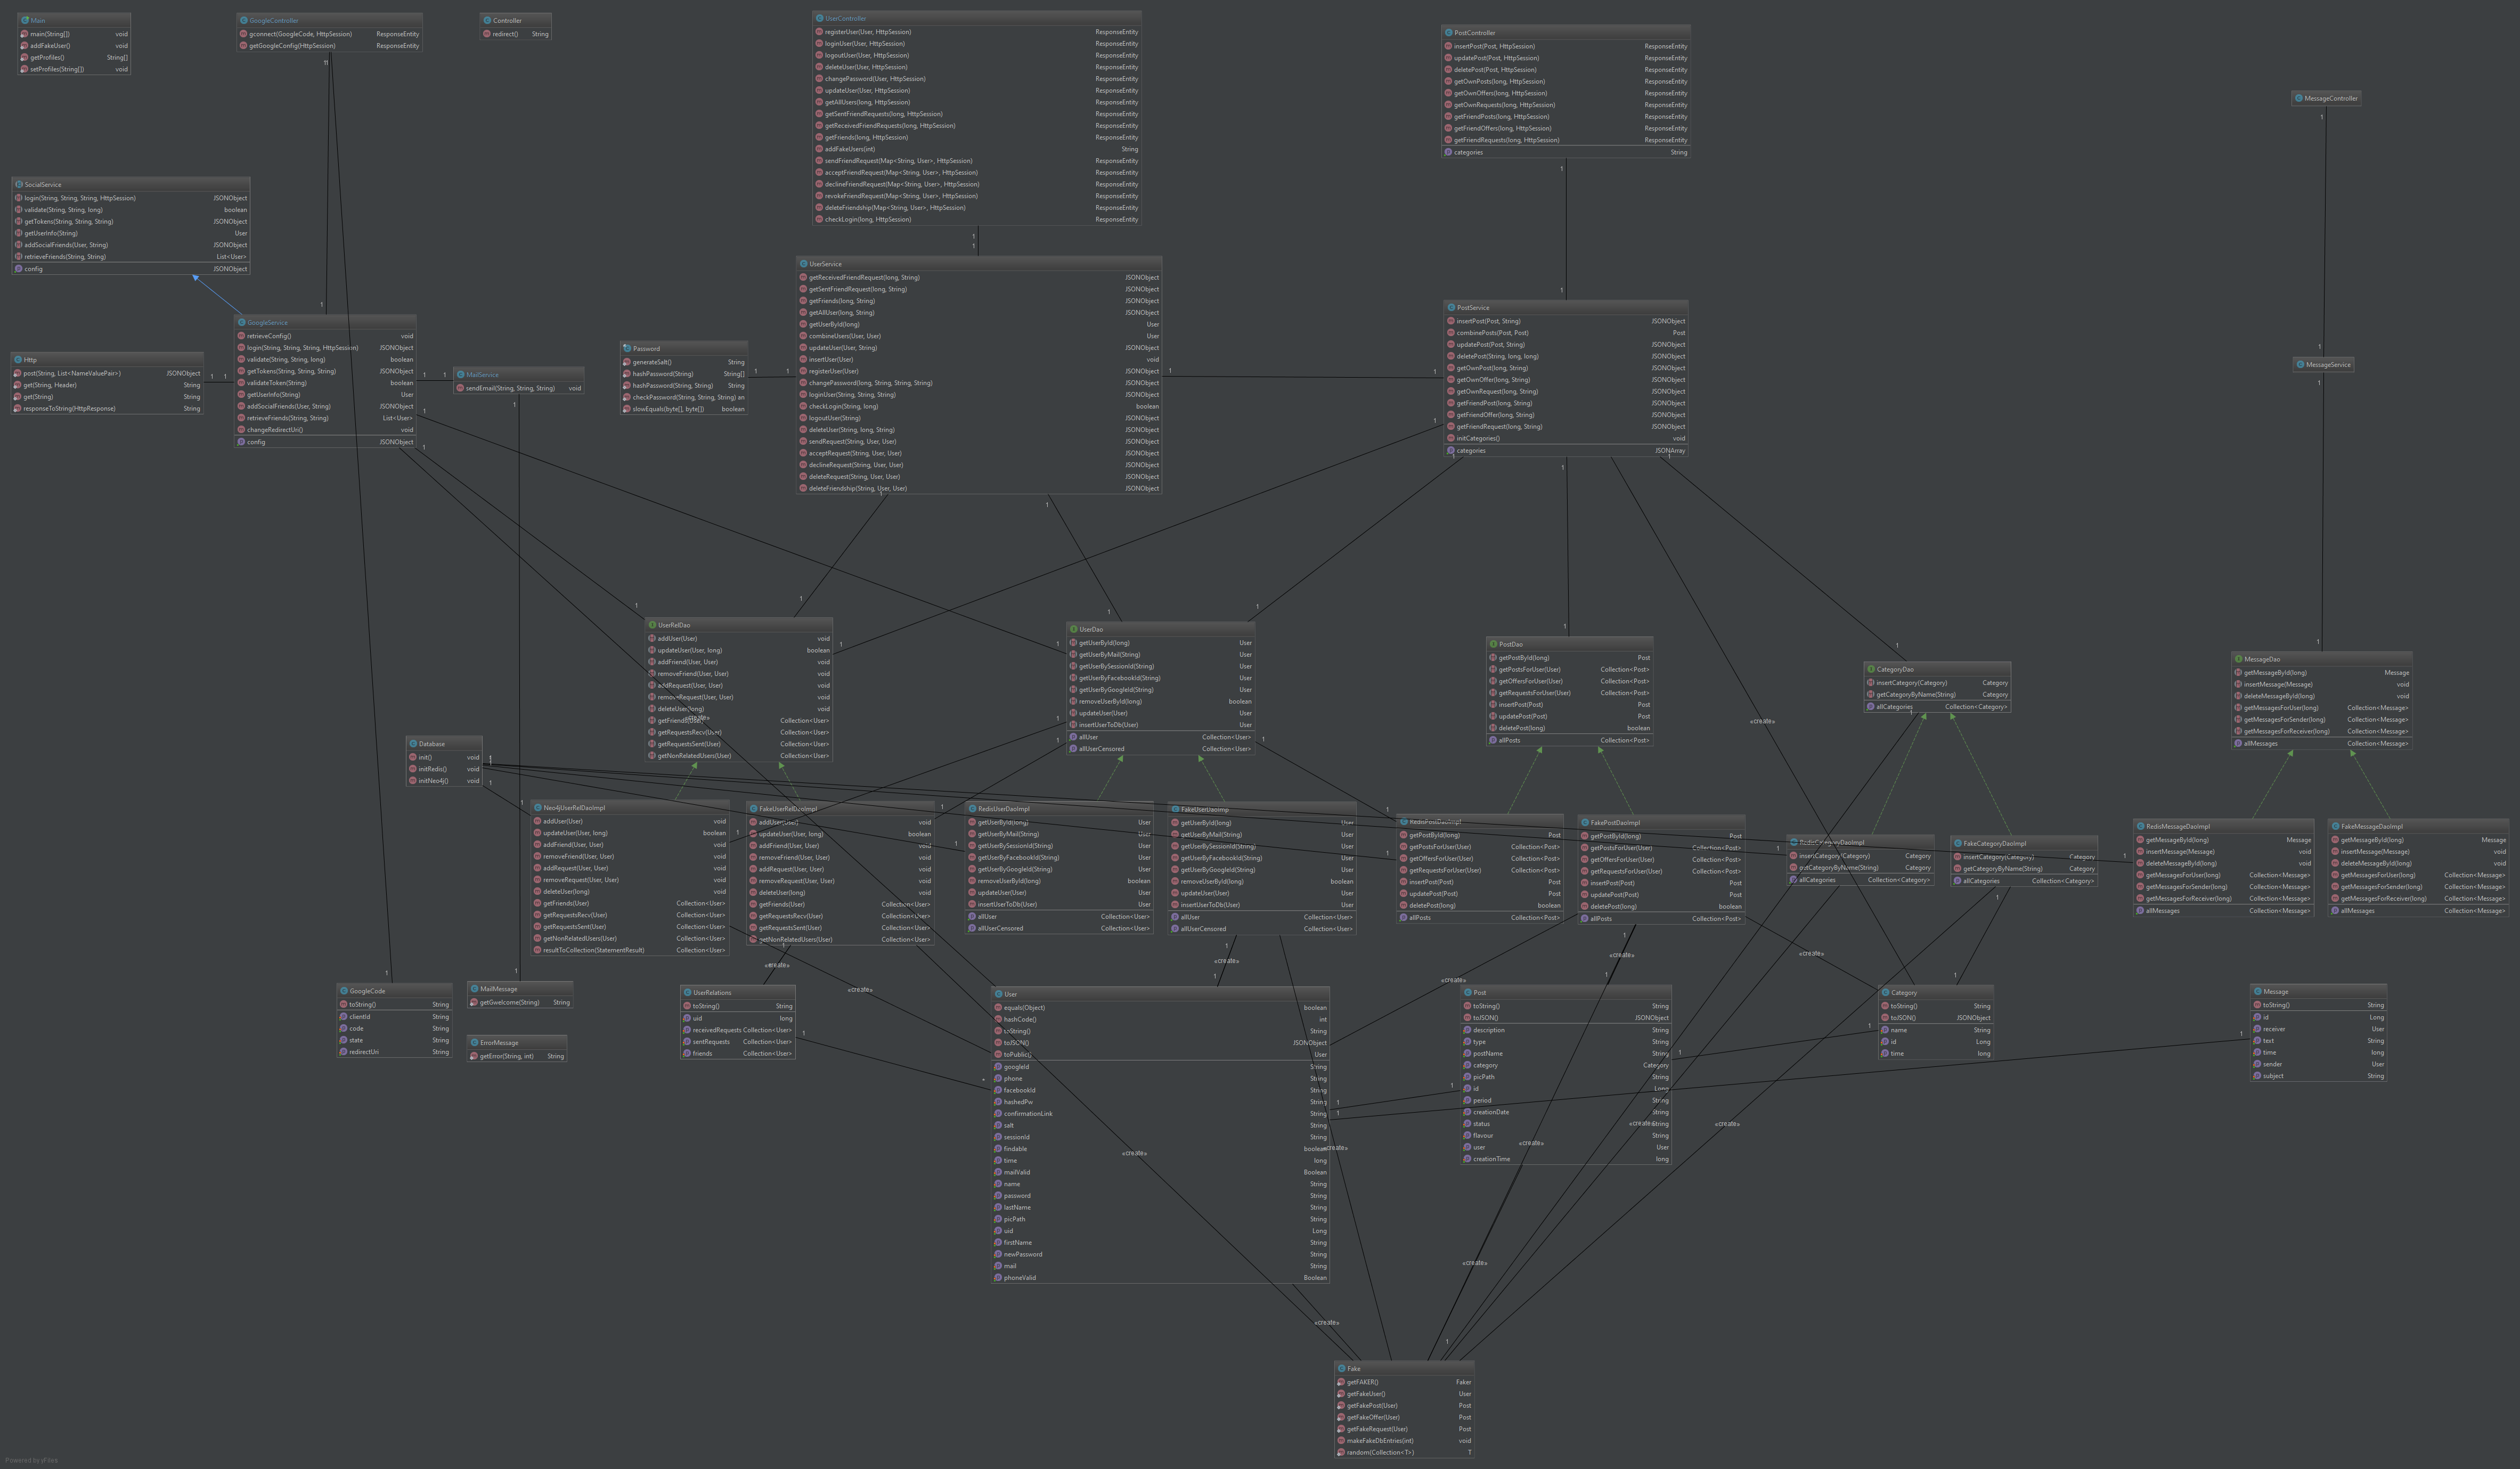 Main
main(String[]) void
addFakeUser() void
getProfiles() String[]
setProfiles(String[]) void
GoogleController
gconnect(GoogleCode, HttpSession) ResponseEntity
getGoogleConfig(HttpSession) ResponseEntity
Controller
redirect() String
UserController
registerUser(User, HttpSession) ResponseEntity
loginUser(User, HttpSession) ResponseEntity
logoutUser(User, HttpSession) ResponseEntity
deleteUser(User, HttpSession) ResponseEntity
changePassword(User, HttpSession) ResponseEntity
updateUser(User, HttpSession) ResponseEntity
getAllUsers(long, HttpSession) ResponseEntity
getSentFriendRequests(long, HttpSession) ResponseEntity
getReceivedFriendRequests(long, HttpSession) ResponseEntity
getFriends(long, HttpSession) ResponseEntity
addFakeUsers(int) String
sendFriendRequest(Map<String, User>, HttpSession) ResponseEntity
acceptFriendRequest(Map<String, User>, HttpSession) ResponseEntity
declineFriendRequest(Map<String, User>, HttpSession) ResponseEntity
revokeFriendRequest(Map<String, User>, HttpSession) ResponseEntity
deleteFriendship(Map<String, User>, HttpSession) ResponseEntity
checkLogin(long, HttpSession) ResponseEntity
PostController
insertPost(Post, HttpSession) ResponseEntity
updatePost(Post, HttpSession) ResponseEntity
deletePost(Post, HttpSession) ResponseEntity
getOwnPosts(long, HttpSession) ResponseEntity
getOwnOffers(long, HttpSession) ResponseEntity
getOwnRequests(long, HttpSession) ResponseEntity
getFriendPosts(long, HttpSession) ResponseEntity
getFriendOffers(long, HttpSession) ResponseEntity
getFriendRequests(long, HttpSession) ResponseEntity
categories String
MessageController
SocialService
login(String, String, String, HttpSession) JSONObject
validate(String, String, long) boolean
getTokens(String, String, String) JSONObject
getUserInfo(String) User
addSocialFriends(User, String) JSONObject
retrieveFriends(String, String) List<User>
config JSONObject
GoogleService
retrieveConfig() void
login(String, String, String, HttpSession) JSONObject
validate(String, String, long) boolean
getTokens(String, String, String) JSONObject
validateToken(String) boolean
getUserInfo(String) User
addSocialFriends(User, String) JSONObject
retrieveFriends(String, String) List<User>
changeRedirectUri() void
config JSONObject
Http
post(String, List<NameValuePair>) JSONObject
get(String, Header) String
get(String) String
responseToString(HttpResponse) String
MailService
sendEmail(String, String, String) void
Password
generateSalt() String
hashPassword(String) String[]
hashPassword(String, String) String
checkPassword(String, String, String) an
slowEquals(byte[], byte[]) boolean
UserService
getReceivedFriendRequest(long, String) JSONObject
getSentFriendRequest(long, String) JSONObject
getFriends(long, String) JSONObject
getAllUser(long, String) JSONObject
getUserById(long) User
combineUsers(User, User) User
updateUser(User, String) JSONObject
insertUser(User) void
registerUser(User) JSONObject
changePassword(long, String, String, String) JSONObject
loginUser(String, String, String) JSONObject
checkLogin(String, long) boolean
logoutUser(String) JSONObject
deleteUser(String, long, String) JSONObject
sendRequest(String, User, User) JSONObject
acceptRequest(String, User, User) JSONObject
declineRequest(String, User, User) JSONObject
deleteRequest(String, User, User) JSONObject
deleteFriendship(String, User, User) JSONObject
PostService
insertPost(Post, String) JSONObject
combinePosts(Post, Post) Post
updatePost(Post, String) JSONObject
deletePost(String, long, long) JSONObject
getOwnPost(long, String) JSONObject
getOwnOffer(long, String) JSONObject
getOwnRequest(long, String) JSONObject
getFriendPost(long, String) JSONObject
getFriendOffer(long, String) JSONObject
getFriendRequest(long, String) JSONObject
initCategories() void
categories JSONArray
MessageService
UserRelDao
addUser(User) void
updateUser(User, long) boolean
addFriend(User, User) void
removeFriend(User, User) void
addRequest(User, User) void
removeRequest(User, User) void
deleteUser(long) void
getFriends(User) Collection<User>
getRequestsRecv(User) Collection<User>
getRequestsSent(User) Collection<User>
getNonRelatedUsers(User) Collection<User>
«create»
UserDao
getUserById(long) User
getUserByMail(String) User
getUserBySessionId(String) User
getUserByFacebookId(String) User
getUserByGoogleId(String) User
removeUserById(long) boolean
updateUser(User) User
insertUserToDb(User) User
allUser Collection<User>
allUserCensored Collection<User>
PostDao
getPostById(long) Post
getPostsForUser(User) Collection<Post>
getOffersForUser(User) Collection<Post>
getRequestsForUser(User) Collection<Post>
insertPost(Post) Post
updatePost(Post) Post
deletePost(long) boolean
allPosts Collection<Post>
«create»
CategoryDao
insertCategory(Category) Category
getCategoryByName(String) Category
allCategories Collection<Category>
MessageDao
getMessageById(long) Message
insertMessage(Message) void
deleteMessageById(long) void
getMessagesForUser(long) Collection<Message>
getMessagesForSender(long) Collection<Message>
getMessagesForReceiver(long) Collection<Message>
allMessages Collection<Message>
Database
init() void
initRedis() void
initNeo4j() void
Neo4jUserRelDaoImpl
addUser(User) void
updateUser(User, long) boolean
addFriend(User, User) void
removeFriend(User, User) void
addRequest(User, User) void
removeRequest(User, User) void
deleteUser(long) void
getFriends(User) Collection<User>
getRequestsRecv(User) Collection<User>
getRequestsSent(User) Collection<User>
getNonRelatedUsers(User) Collection<User>
resultToCollection(StatementResult) Collection<User>
FakeUserRelDaoImpl
addUser(User) void
updateUser(User, long) boolean
addFriend(User, User) void
removeFriend(User, User) void
addRequest(User, User) void
removeRequest(User, User) void
deleteUser(long) void
getFriends(User) Collection<User>
getRequestsRecv(User) Collection<User>
getRequestsSent(User) Collection<User>
getNonRelatedUsers(User) Collection<User>
RedisUserDaoImpl
getUserById(long) User
getUserByMail(String) User
getUserBySessionId(String) User
getUserByFacebookId(String) User
getUserByGoogleId(String) User
removeUserById(long) boolean
updateUser(User) User
insertUserToDb(User) User
allUser Collection<User>
allUserCensored Collection<User>
FakeUserDaoImpl
getUserById(long) User
getUserByMail(String) User
getUserBySessionId(String) User
getUserByFacebookId(String) User
getUserByGoogleId(String) User
removeUserById(long) boolean
updateUser(User) User
insertUserToDb(User) User
allUser Collection<User>
allUserCensored Collection<User>
RedisPostDaoImpl
getPostById(long) Post
getPostsForUser(User) Collection<Post>
getOffersForUser(User) Collection<Post>
getRequestsForUser(User) Collection<Post>
insertPost(Post) Post
updatePost(Post) Post
deletePost(long) boolean
allPosts Collection<Post>
FakePostDaoImpl
getPostById(long) Post
getPostsForUser(User) Collection<Post>
getOffersForUser(User) Collection<Post>
getRequestsForUser(User) Collection<Post>
insertPost(Post) Post
updatePost(Post) Post
deletePost(long) boolean
allPosts Collection<Post>
RedisCategoryDaoImpl
insertCategory(Category) Category
getCategoryByName(String) Category
allCategories Collection<Category>
FakeCategoryDaoImpl
insertCategory(Category) Category
getCategoryByName(String) Category
allCategories Collection<Category>
RedisMessageDaoImpl
getMessageById(long) Message
insertMessage(Message) void
deleteMessageById(long) void
getMessagesForUser(long) Collection<Message>
getMessagesForSender(long) Collection<Message>
getMessagesForReceiver(long) Collection<Message>
allMessages Collection<Message>
FakeMessageDaoImpl
getMessageById(long) Message
insertMessage(Message) void
deleteMessageById(long) void
getMessagesForUser(long) Collection<Message>
getMessagesForSender(long) Collection<Message>
getMessagesForReceiver(long) Collection<Message>
allMessages Collection<Message>
«create»
«create»
«create»
«create»
«create»
«create»
GoogleCode
toString() String
clientId String
code String
state String
redirectUri String
MailMessage
getGwelcome(String) String
ErrorMessage
getError(String, int) String
UserRelations
toString() String
uid long
receivedRequests Collection<User>
sentRequests Collection<User>
friends Collection<User>
User
equals(Object) boolean
hashCode() int
toString() String
toJSON() JSONObject
toPublic() User
googleId String
phone String
facebookId String
hashedPw String
confirmationLink String
salt String
sessionId String
findable boolean
time long
mailValid Boolean
name String
password String
lastName String
picPath String
uid Long
firstName String
newPassword String
mail String
phoneValid Boolean
Post
toString() String
toJSON() JSONObject
description String
type String
postName String
category Category
picPath String
id Long
period String
creationDate String
status String
flavour String
user User
creationTime long
Category
toString() String
toJSON() JSONObject
name String
id Long
time long
Message
toString() String
id Long
receiver User
text String
time long
sender User
subject String
«create»
«create»
«create»
«create»
«create»
«create»
«create»
Fake
getFAKER() Faker
getFakeUser() User
getFakePost(User) Post
getFakeOffer(User) Post
getFakeRequest(User) Post
makeFakeDbEntries(int) void
random(Collection<T>) T
Powered by yFiles